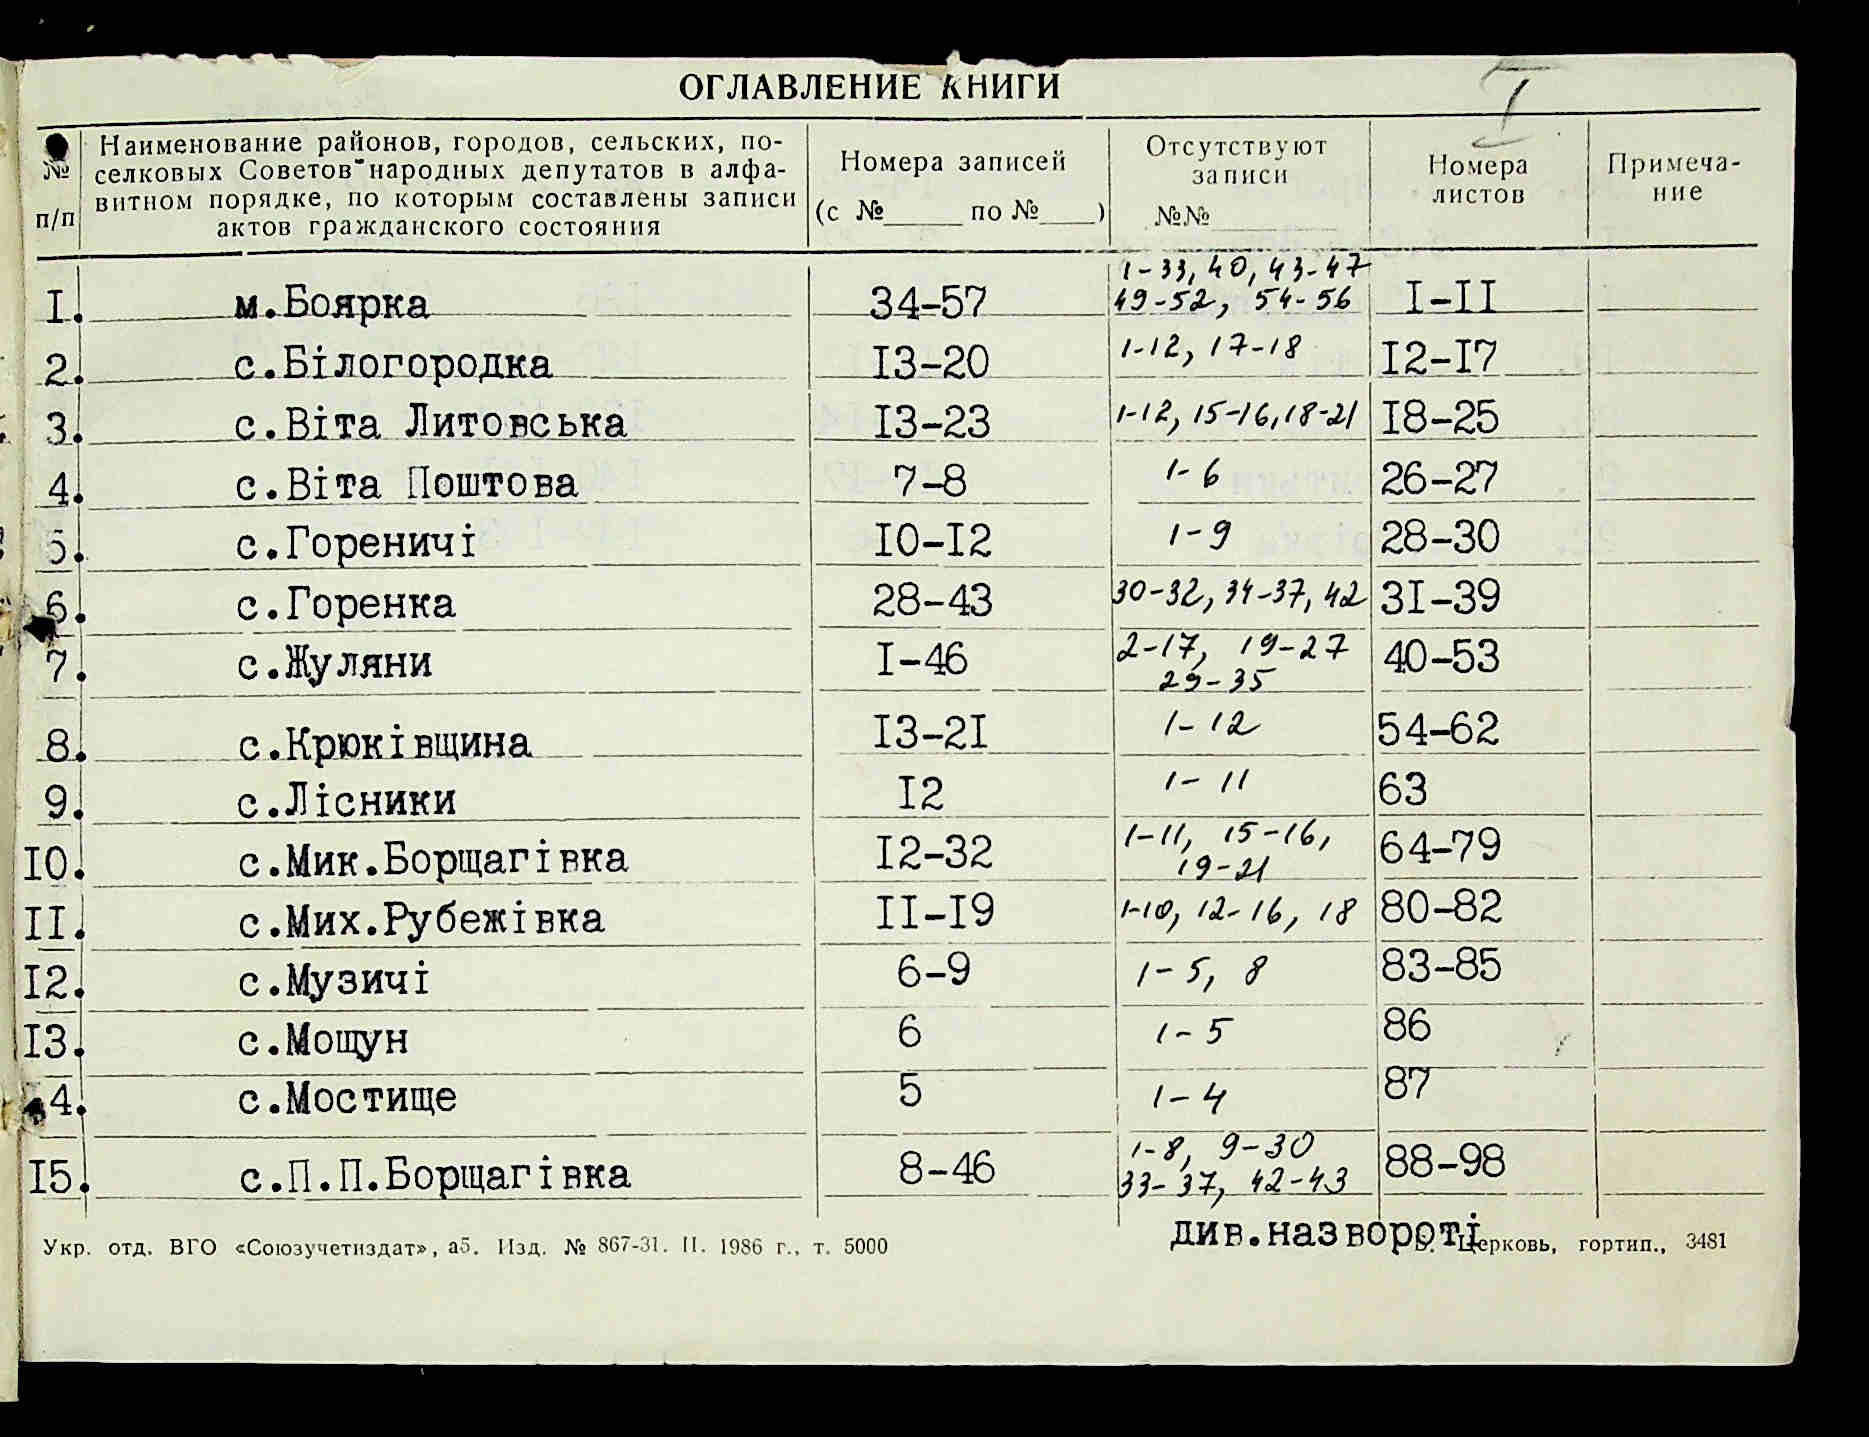 I
ОГЛАВЛЕНИЕ КНИГИ
№ п/п
Наименование районов, городов, сельских, по-
селковых Советов народных депутатов в алфа-
витном порядке, по которым составлены записи
актов гражданского состояния
Номера записей
(с №_____ по №____)
Отсутствуют
записи
№№
Номера
листов
Примеча-
ние
1-33, 40, 43-47
I. м.Боярка 34-57 49-52, 54-56 I-II
2. с.Білогородка I3-20 1-12, 17-18 I2-I7
3. с.Віта Литовська I3-23 1-12, 15-16, 18-21 I8-25
4. с.Віта Поштова 7-8 1-6 26-27
5. с.Гореничі I0-I2 1-9 28-30
6. с.Горенка 28-43 30-32, 34-37, 42 3I-39
7. с.Жуляни I-46 2-17, 19-27 40-53
29-35
8. с.Крюківщина I3-2I 1-12 54-62
9. с.Лісники I2 1-11 63
I0. с.Мик.Борщагівка I2-32 1-11, 15-16, 64-79
19-21
II. с.Мих.Рубежівка II-I9 1-10, 12-16, 18 80-82
I2. с.Музичі 6-9 1-5, 8 83-85
I3. с.Мощун 6 1-5 86
4. с.Мостище 5 1-4 87
1-8, 9-30
I5. с.П.П.Борщагівка 8-46 33-37, 42-43 88-98
див.назвороті
Укр. отд. ВГО «Союзучетиздат», а5. Изд. № 867-31. II. 1986 г., т. 5000 Церковь, гортип., 3481